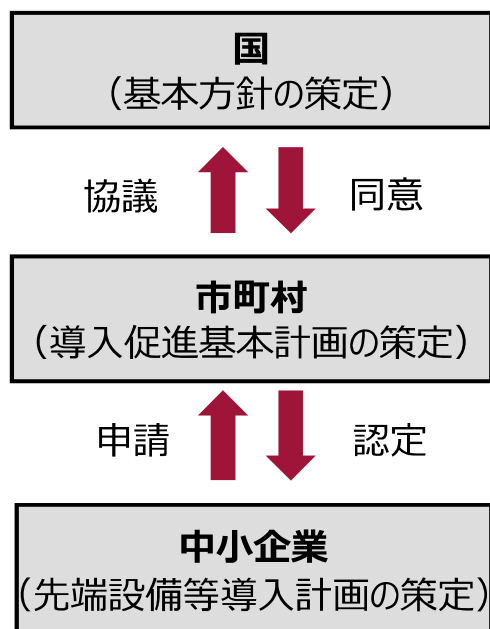 国
（基本方針の策定）
協議 同意
市町村
（導入促進基本計画の策定）
申請 認定
中小企業
（先端設備等導入計画の策定）